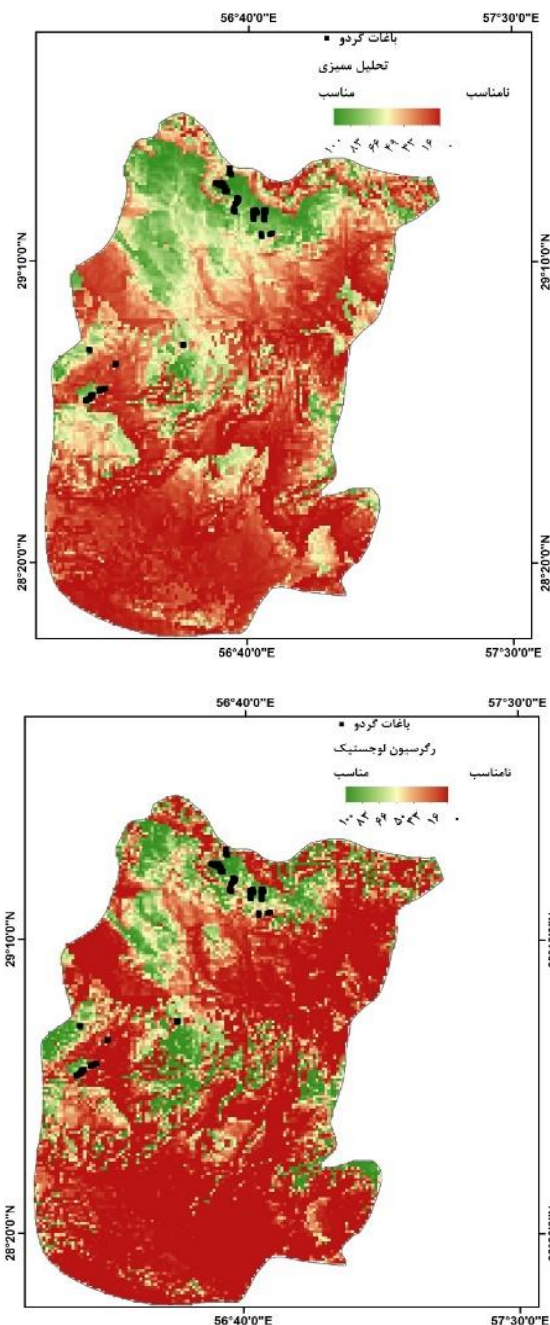 56°40'0"E 57°30'0"E
باغات گردو
تحلیل ممیزی
مناسب نامناسب
۱۰۰ ۸۳ ۶۶ ۴۹ ۳۳ ۱۶ ۰
29°10'0"N 29°10'0"N
28°20'0"N 28°20'0"N
56°40'0"E 57°30'0"E
56°40'0"E 57°30'0"E
باغات گردو
رگرسیون لوجستیک
مناسب نامناسب
۱۰۰ ۸۳ ۶۶ ۵۰ ۳۳ ۱۶ ۰
29°10'0"N
28°20'0"N
56°40'0"E 57°30'0"E